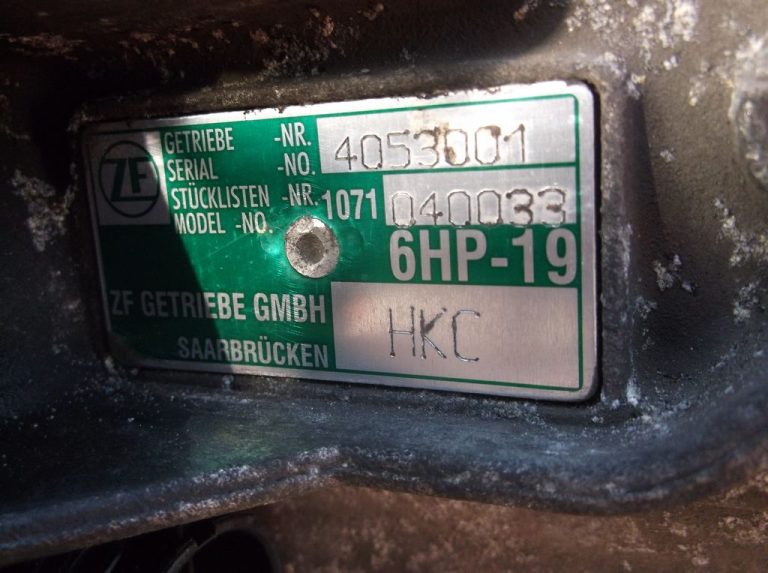 ZF
GETRIEBE -NR. 4053001
SERIAL -NO.
STÜCKLISTEN -NR. 1071 040033
MODEL -NO.
6HP-19
ZF GETRIEBE GMBH
SAARBRÜCKEN
HKC